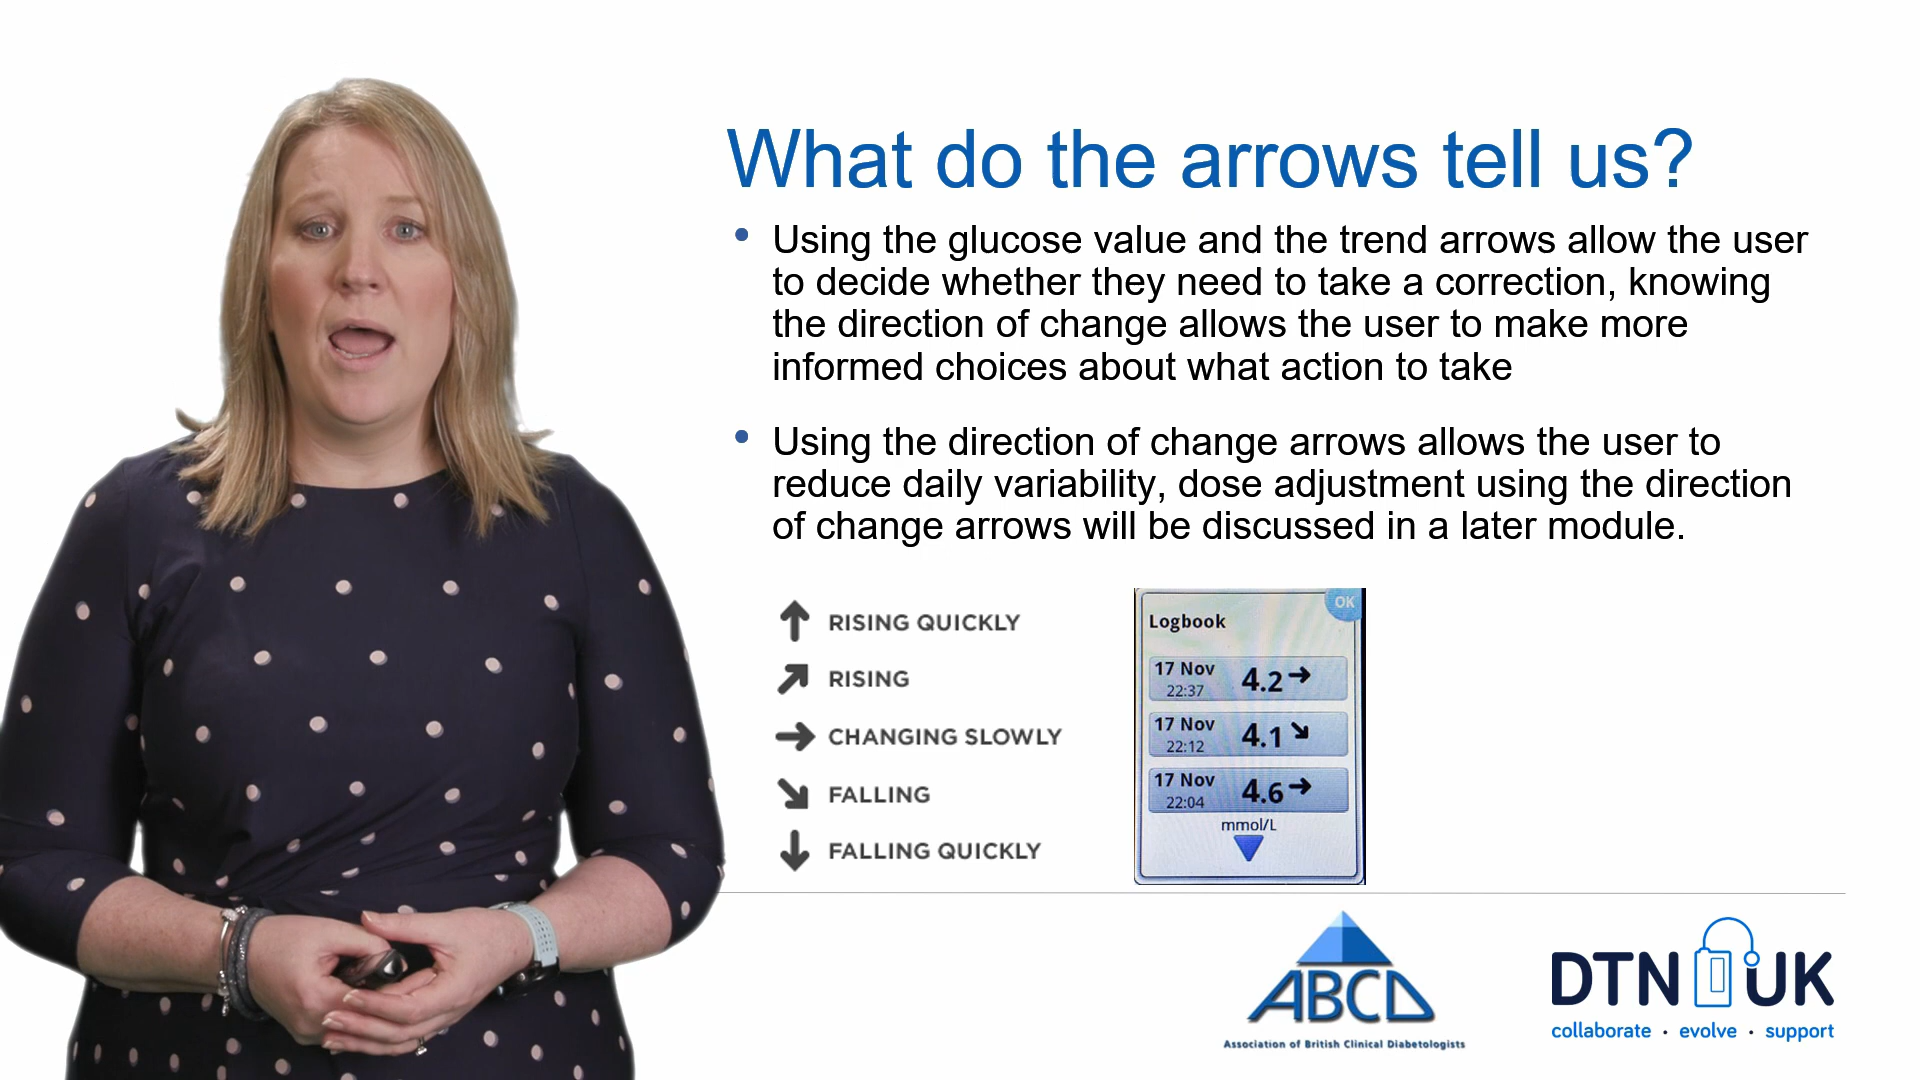 What do the arrows tell us?
• Using the glucose value and the trend arrows allow the user
to decide whether they need to take a correction, knowing
the direction of change allows the user to make more
informed choices about what action to take
• Using the direction of change arrows allows the user to
reduce daily variability, dose adjustment using the direction
of change arrows will be discussed in a later module.
↑ RISING QUICKLY
↗ RISING
→ CHANGING SLOWLY
↘ FALLING
↓ FALLING QUICKLY
OK
Logbook
17 Nov
22:37
4.2 →
17 Nov
22:12
4.1 ↘
17 Nov
22:04
4.6 →
mmol/L
ABCD
Association of British Clinical Diabetologists
DTN UK
collaborate · evolve · support